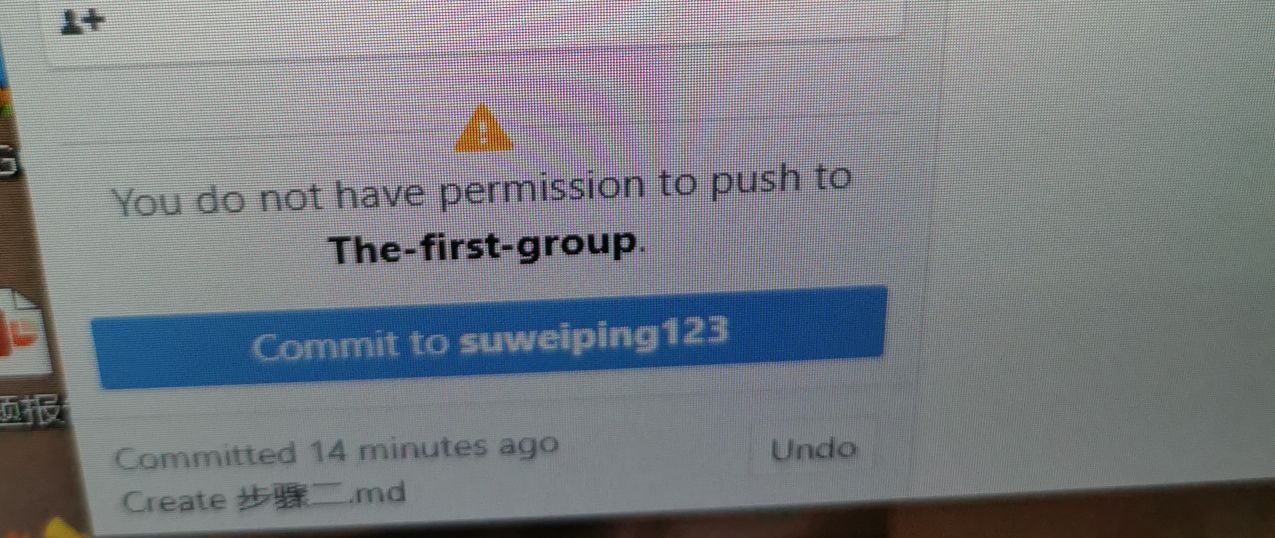 You do not have permission to push to
The-first-group.
Commit to suweiping123
Committed 14 minutes ago
Undo
Create 步骤二.md